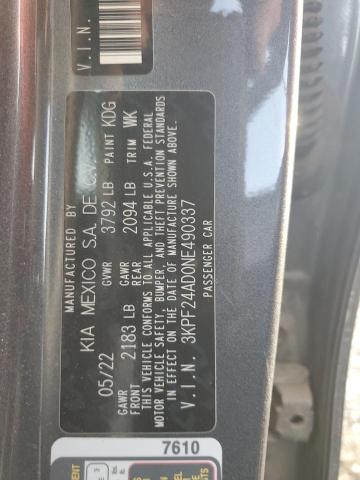 MANUFACTURED BY
KIA MEXICO S.A. DE C.V.
05/22 GVWR 3792 LB PAINT KDG
GAWR FRONT 2183 LB GAWR REAR 2094 LB TRIM WK
THIS VEHICLE CONFORMS TO ALL APPLICABLE U.S.A. FEDERAL
MOTOR VEHICLE SAFETY, BUMPER, AND THEFT PREVENTION STANDARDS
IN EFFECT ON THE DATE OF MANUFACTURE SHOWN ABOVE.
V.I.N. 3KPF24AD0NE490337
PASSENGER CAR
V.I.N.
7610